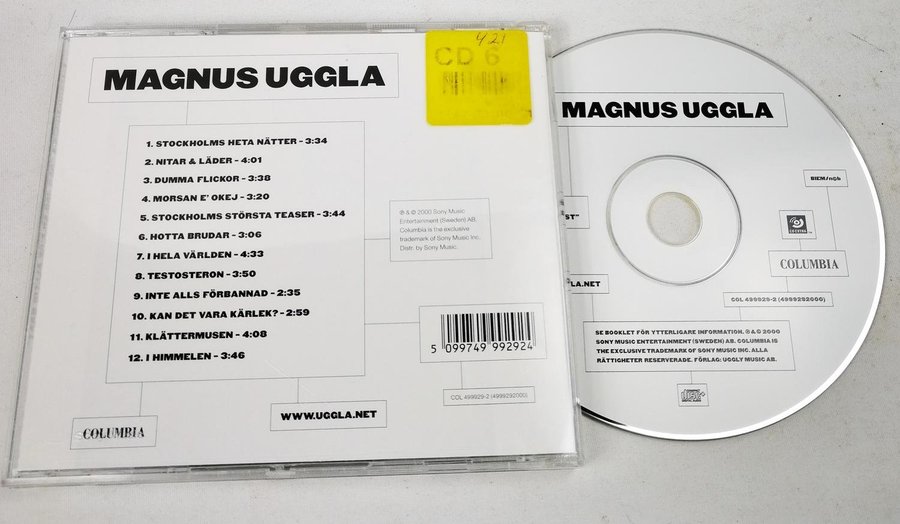 421
CD 6
MAGNUS UGGLA
1. STOCKHOLMS HETA NÄTTER – 3:34
2. NITAR & LÄDER – 4:01
3. DUMMA FLICKOR – 3:38
4. MORSAN E' OKEJ – 3:20
5. STOCKHOLMS STÖRSTA TEASER – 3:44
6. HOTTA BRUDAR – 3:06
7. I HELA VÄRLDEN – 4:33
8. TESTOSTERON – 3:50
9. INTE ALLS FÖRBANNAD – 2:35
10. KAN DET VARA KÄRLEK? – 2:59
11. KLÄTTERMUSEN – 4:08
12. I HIMMELEN – 3:46
℗ & © 2000 Sony Music
Entertainment (Sweden) AB.
Columbia is the exclusive
trademark of Sony Music Inc.
Distr. by Sony Music.
5 099749 992924
COL 499929-2 (4999292000)
WWW.UGGLA.NET
COLUMBIA
MAGNUS UGGLA
BIEM/n©b
ST"
LA.NET
COLUMBIA
COL 499929-2 (4999292000)
SE BOOKLET FÖR YTTERLIGARE INFORMATION. ℗ & © 2000
SONY MUSIC ENTERTAINMENT (SWEDEN) AB. COLUMBIA IS
THE EXCLUSIVE TRADEMARK OF SONY MUSIC INC. ALLA
RÄTTIGHETER RESERVERADE. FÖRLAG: UGGLY MUSIC AB.